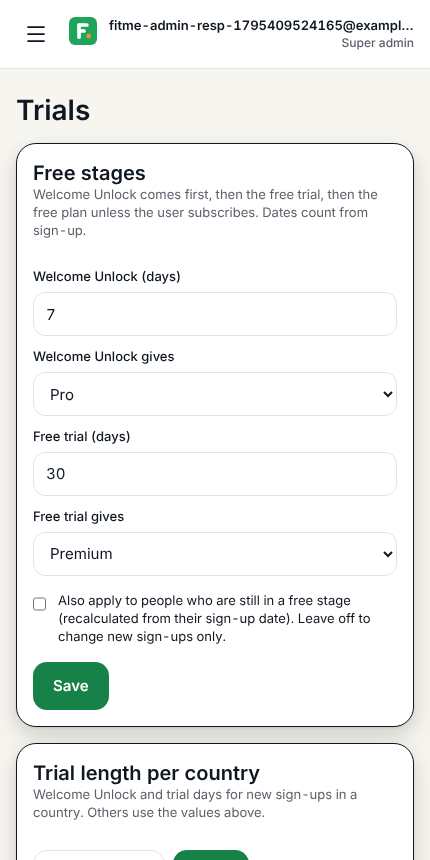 F.
fitme-admin-resp-1795409524165@exampl...
Super admin
Trials
Free stages
Welcome Unlock comes first, then the free trial, then the
free plan unless the user subscribes. Dates count from
sign-up.
Welcome Unlock (days)
7
Welcome Unlock gives
Pro
Free trial (days)
30
Free trial gives
Premium
Also apply to people who are still in a free stage
(recalculated from their sign-up date). Leave off to
change new sign-ups only.
Save
Trial length per country
Welcome Unlock and trial days for new sign-ups in a
country. Others use the values above.